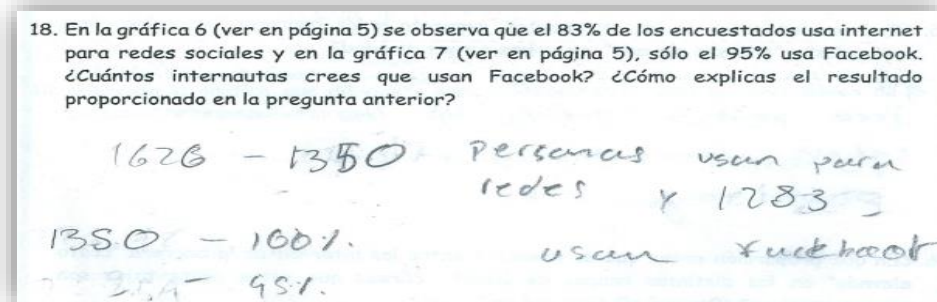 18. En la gráfica 6 (ver en página 5) se observa que el 83% de los encuestados usa internet
para redes sociales y en la gráfica 7 (ver en página 5), sólo el 95% usa Facebook.
¿Cuántos internautas crees que usan Facebook? ¿Cómo explicas el resultado
proporcionado en la pregunta anterior?
1626 - 1350 Personas usan para
redes y 1283
1350 - 100%. usan
- 95%.